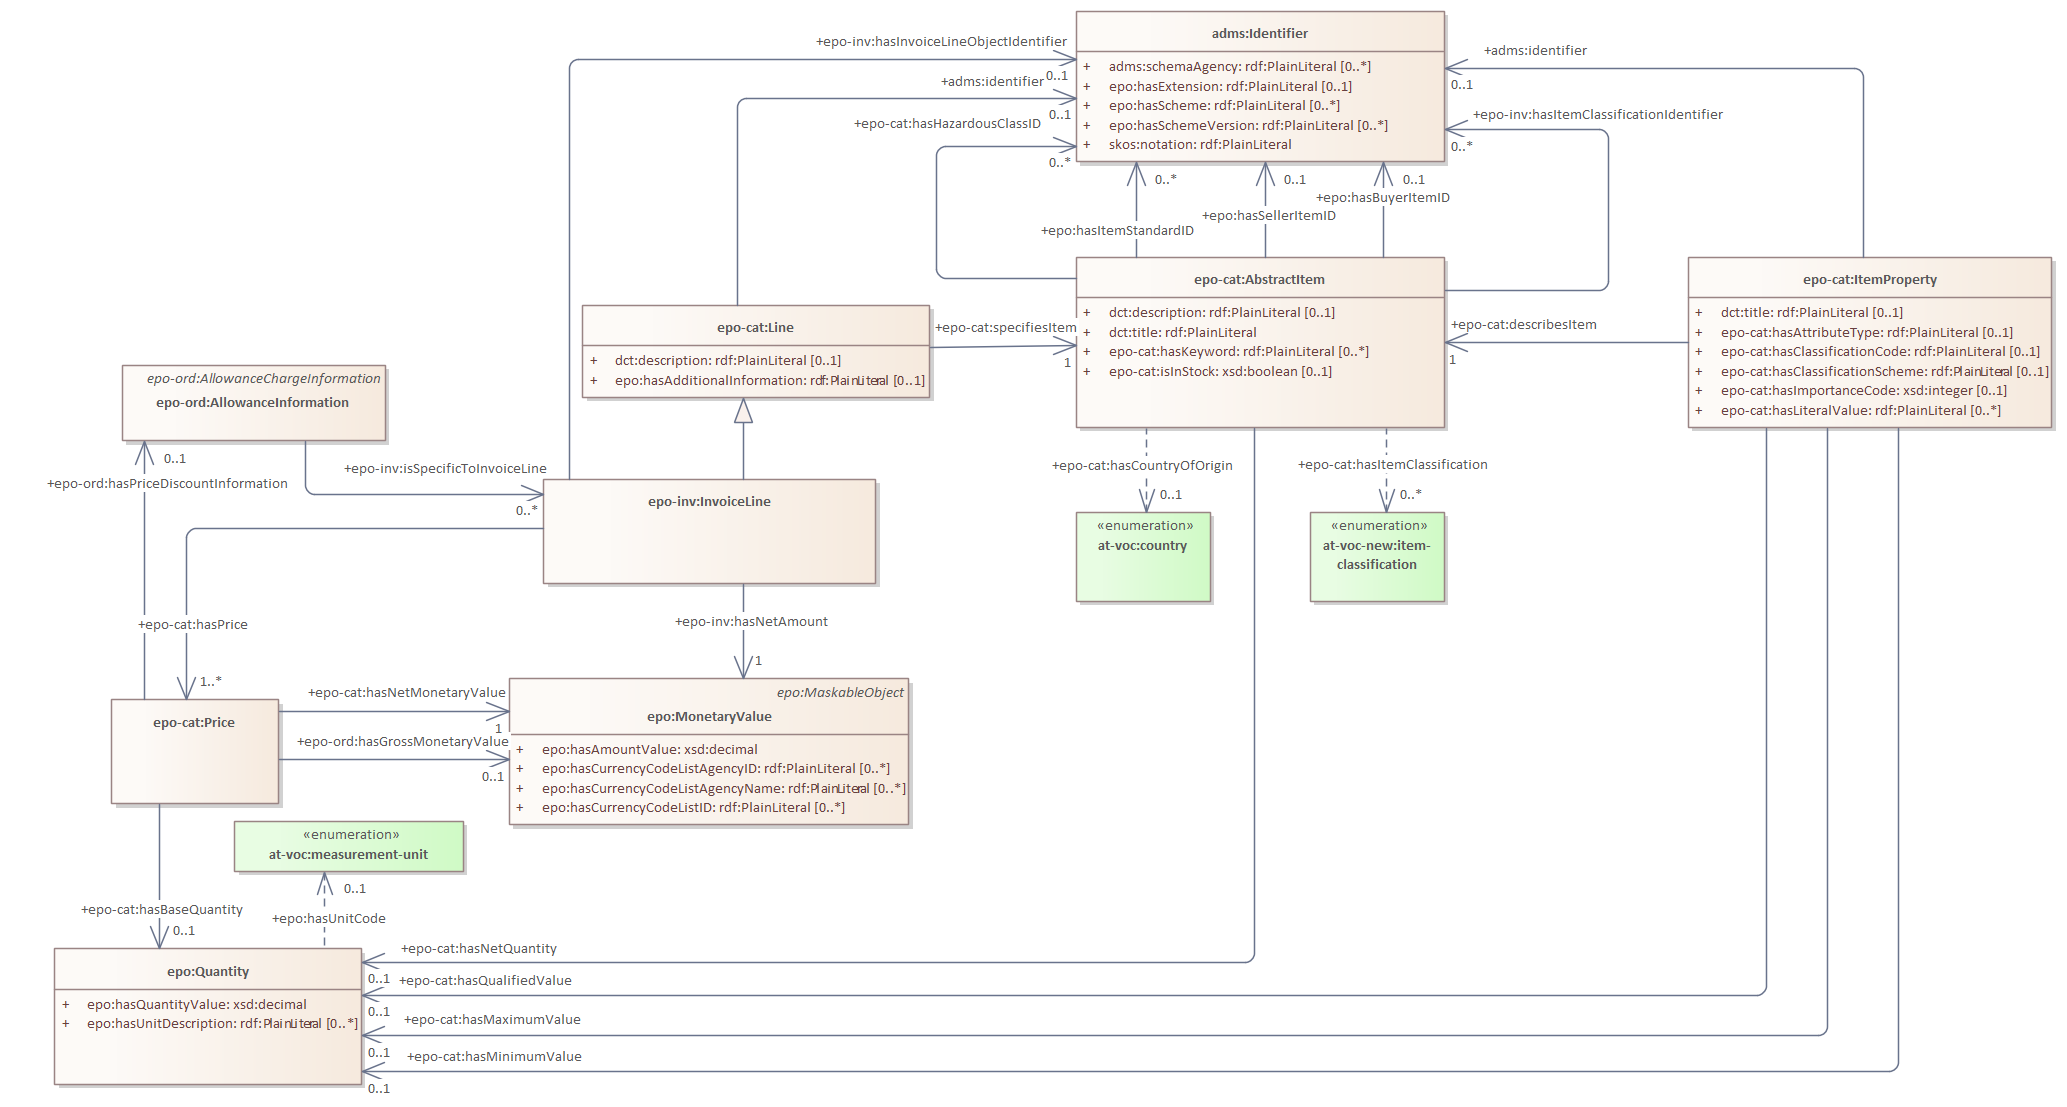 +epo-inv:hasInvoiceLineObjectIdentifier
0..1
+adms:identifier
0..1
+epo-cat:hasHazardousClassID
0..*
adms:Identifier
+ adms:schemaAgency: rdf:PlainLiteral [0..*]
+ epo:hasExtension: rdf:PlainLiteral [0..1]
+ epo:hasScheme: rdf:PlainLiteral [0..*]
+ epo:hasSchemeVersion: rdf:PlainLiteral [0..*]
+ skos:notation: rdf:PlainLiteral
+adms:identifier
0..1
+epo-inv:hasItemClassificationIdentifier
0..*
0..*
+epo:hasItemStandardID
0..1
+epo:hasSellerItemID
0..1
+epo:hasBuyerItemID
epo-cat:AbstractItem
+ dct:description: rdf:PlainLiteral [0..1]
+ dct:title: rdf:PlainLiteral
+ epo-cat:hasKeyword: rdf:PlainLiteral [0..*]
+ epo-cat:isInStock: xsd:boolean [0..1]
epo-cat:ItemProperty
+ dct:title: rdf:PlainLiteral [0..1]
+ epo-cat:hasAttributeType: rdf:PlainLiteral [0..1]
+ epo-cat:hasClassificationCode: rdf:PlainLiteral [0..1]
+ epo-cat:hasClassificationScheme: rdf:PlainLiteral [0..1]
+ epo-cat:hasImportanceCode: xsd:integer [0..1]
+ epo-cat:hasLiteralValue: rdf:PlainLiteral [0..*]
+epo-cat:describesItem
1
epo-cat:Line
+ dct:description: rdf:PlainLiteral [0..1]
+ epo:hasAdditionalInformation: rdf:PlainLiteral [0..1]
+epo-cat:specifiesItem
1
epo-ord:AllowanceChargeInformation
epo-ord:AllowanceInformation
0..1
+epo-ord:hasPriceDiscountInformation
+epo-inv:isSpecificToInvoiceLine
0..*
epo-inv:InvoiceLine
+epo-cat:hasCountryOfOrigin
0..1
+epo-cat:hasItemClassification
0..*
«enumeration»
at-voc:country
«enumeration»
at-voc-new:item-
classification
+epo-cat:hasPrice
1..*
+epo-inv:hasNetAmount
1
epo-cat:Price
+epo-cat:hasNetMonetaryValue
1
+epo-ord:hasGrossMonetaryValue
0..1
epo:MaskableObject
epo:MonetaryValue
+ epo:hasAmountValue: xsd:decimal
+ epo:hasCurrencyCodeListAgencyID: rdf:PlainLiteral [0..*]
+ epo:hasCurrencyCodeListAgencyName: rdf:PlainLiteral [0..*]
+ epo:hasCurrencyCodeListID: rdf:PlainLiteral [0..*]
«enumeration»
at-voc:measurement-unit
0..1
+epo:hasUnitCode
+epo-cat:hasBaseQuantity
0..1
epo:Quantity
+ epo:hasQuantityValue: xsd:decimal
+ epo:hasUnitDescription: rdf:PlainLiteral [0..*]
+epo-cat:hasNetQuantity
0..1
+epo-cat:hasQualifiedValue
0..1
+epo-cat:hasMaximumValue
0..1
+epo-cat:hasMinimumValue
0..1